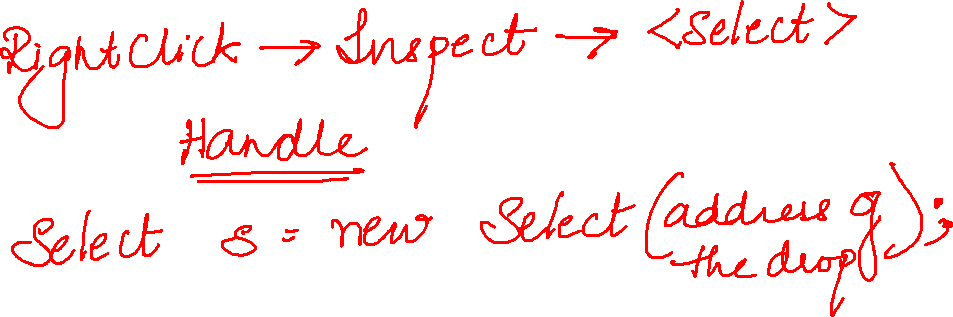 RightClick → Inspect → <Select>
Handle
Select s = new Select(address of
the drop);